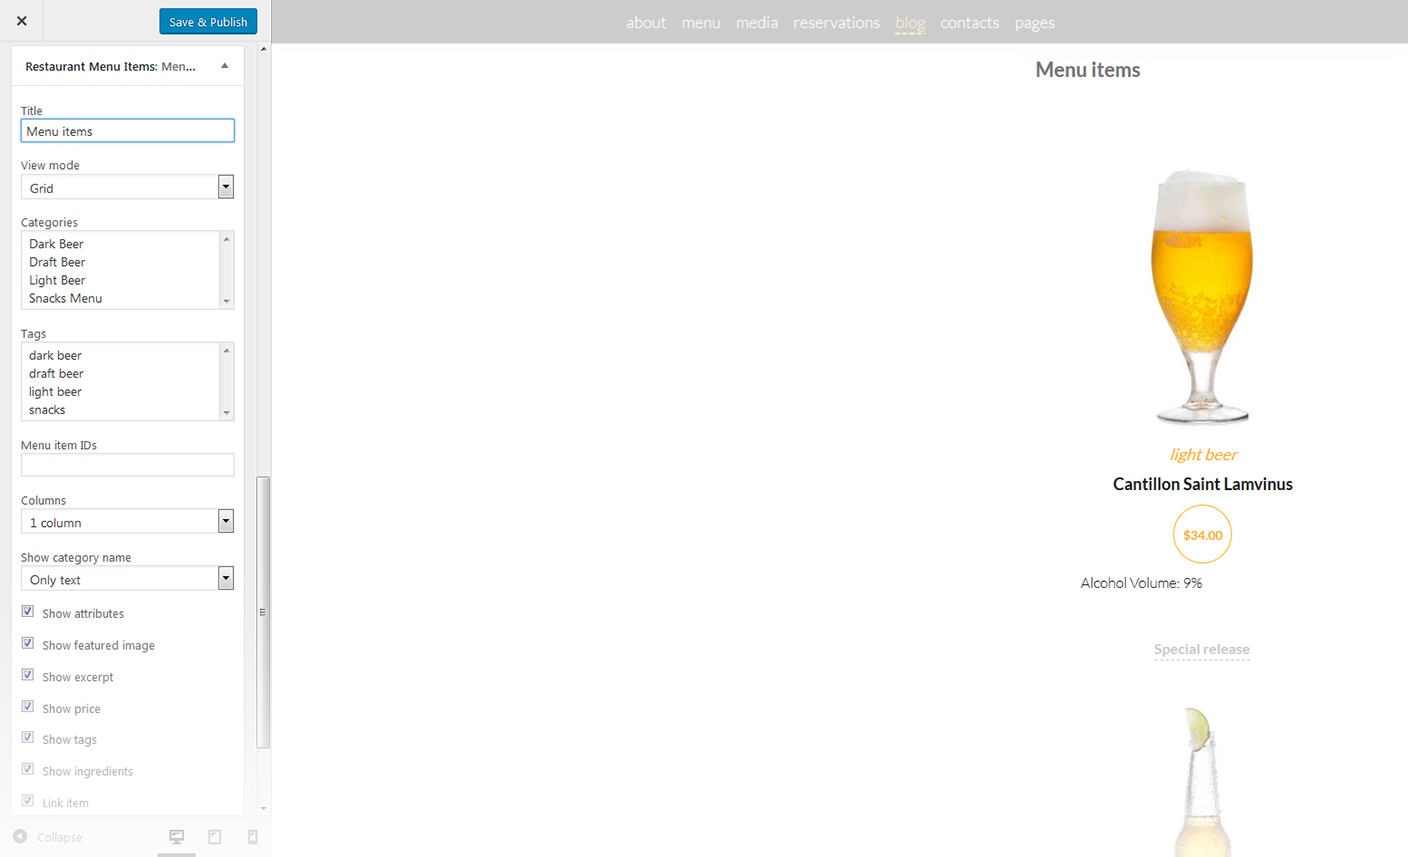 Save & Publish
about menu media reservations blog contacts pages
Restaurant Menu Items: Men...
Title
Menu items
View mode
Grid
Categories
Dark Beer
Draft Beer
Light Beer
Snacks Menu
Tags
dark beer
draft beer
light beer
snacks
Menu item IDs
Columns
1 column
Show category name
Only text
Show attributes
Show featured image
Show excerpt
Show price
Show tags
Show ingredients
Link item
Collapse
Menu items
light beer
Cantillon Saint Lamvinus
$34.00
Alcohol Volume: 9%
Special release